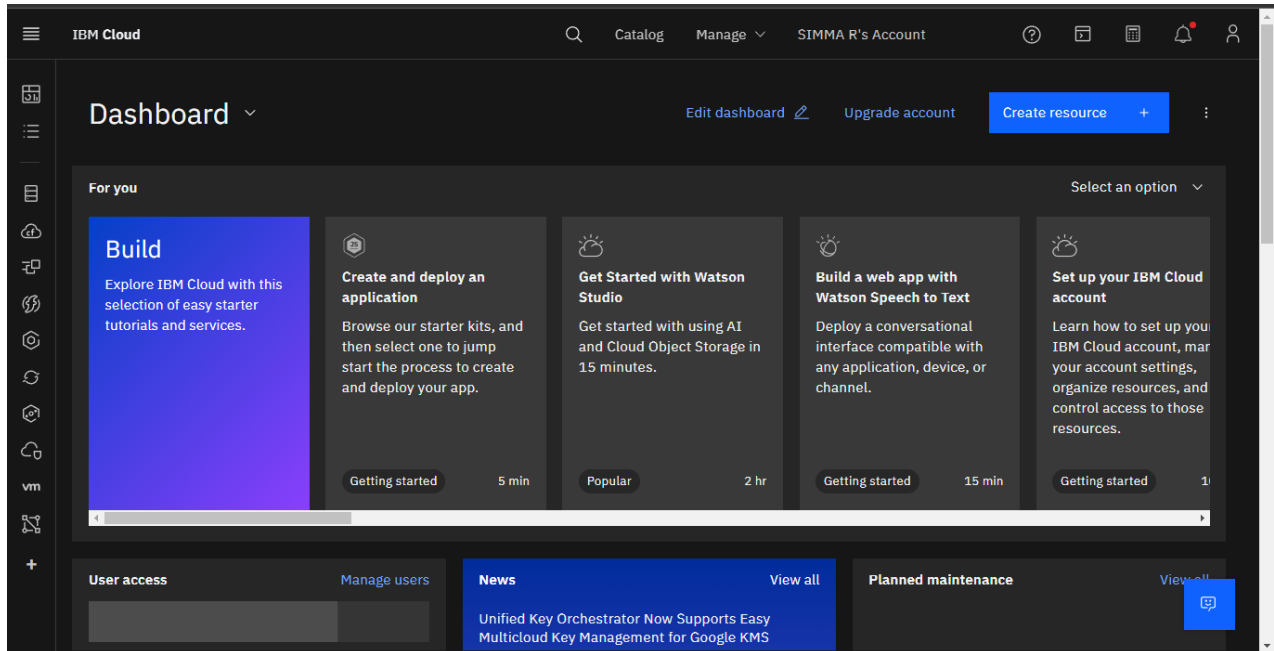 IBM Cloud
Catalog
Manage
SIMMA R's Account
Dashboard
Edit dashboard
Upgrade account
Create resource +
For you
Select an option
Build
Explore IBM Cloud with this
selection of easy starter
tutorials and services.
JS
Create and deploy an
application
Browse our starter kits, and
then select one to jump
start the process to create
and deploy your app.
Getting started
5 min
Get Started with Watson
Studio
Get started with using AI
and Cloud Object Storage in
15 minutes.
Popular
2 hr
Build a web app with
Watson Speech to Text
Deploy a conversational
interface compatible with
any application, device, or
channel.
Getting started
15 min
Set up your IBM Cloud
account
Learn how to set up you
IBM Cloud account, mar
your account settings,
organize resources, and
control access to those
resources.
Getting started
vm
User access
Manage users
News
View all
Unified Key Orchestrator Now Supports Easy
Multicloud Key Management for Google KMS
Planned maintenance
View all